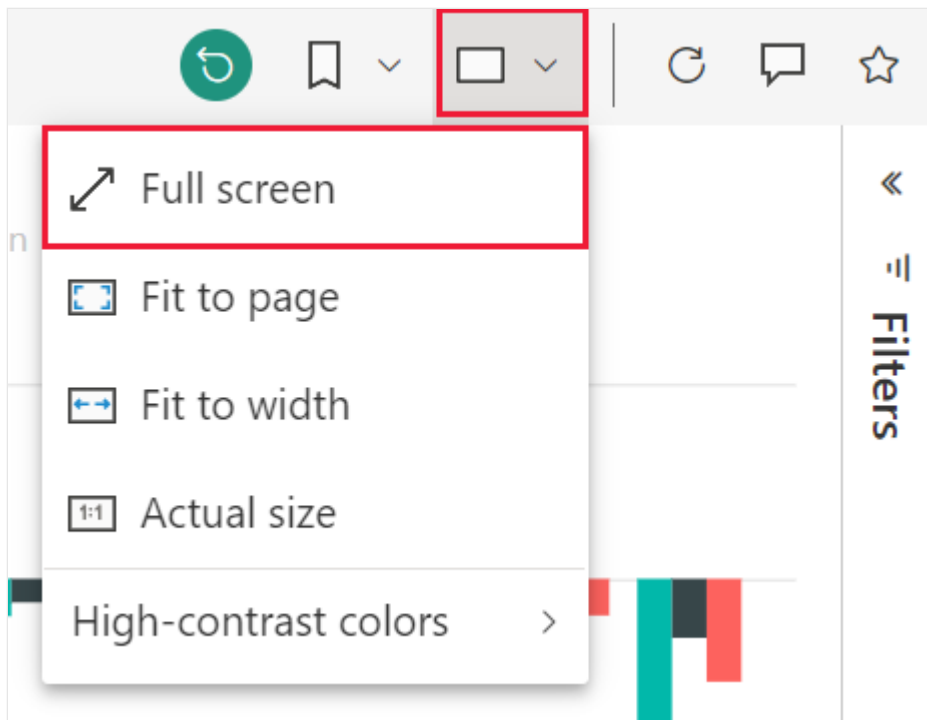 Full screen
n
Fit to page
Fit to width
1:1 Actual size
High-contrast colors
Filters